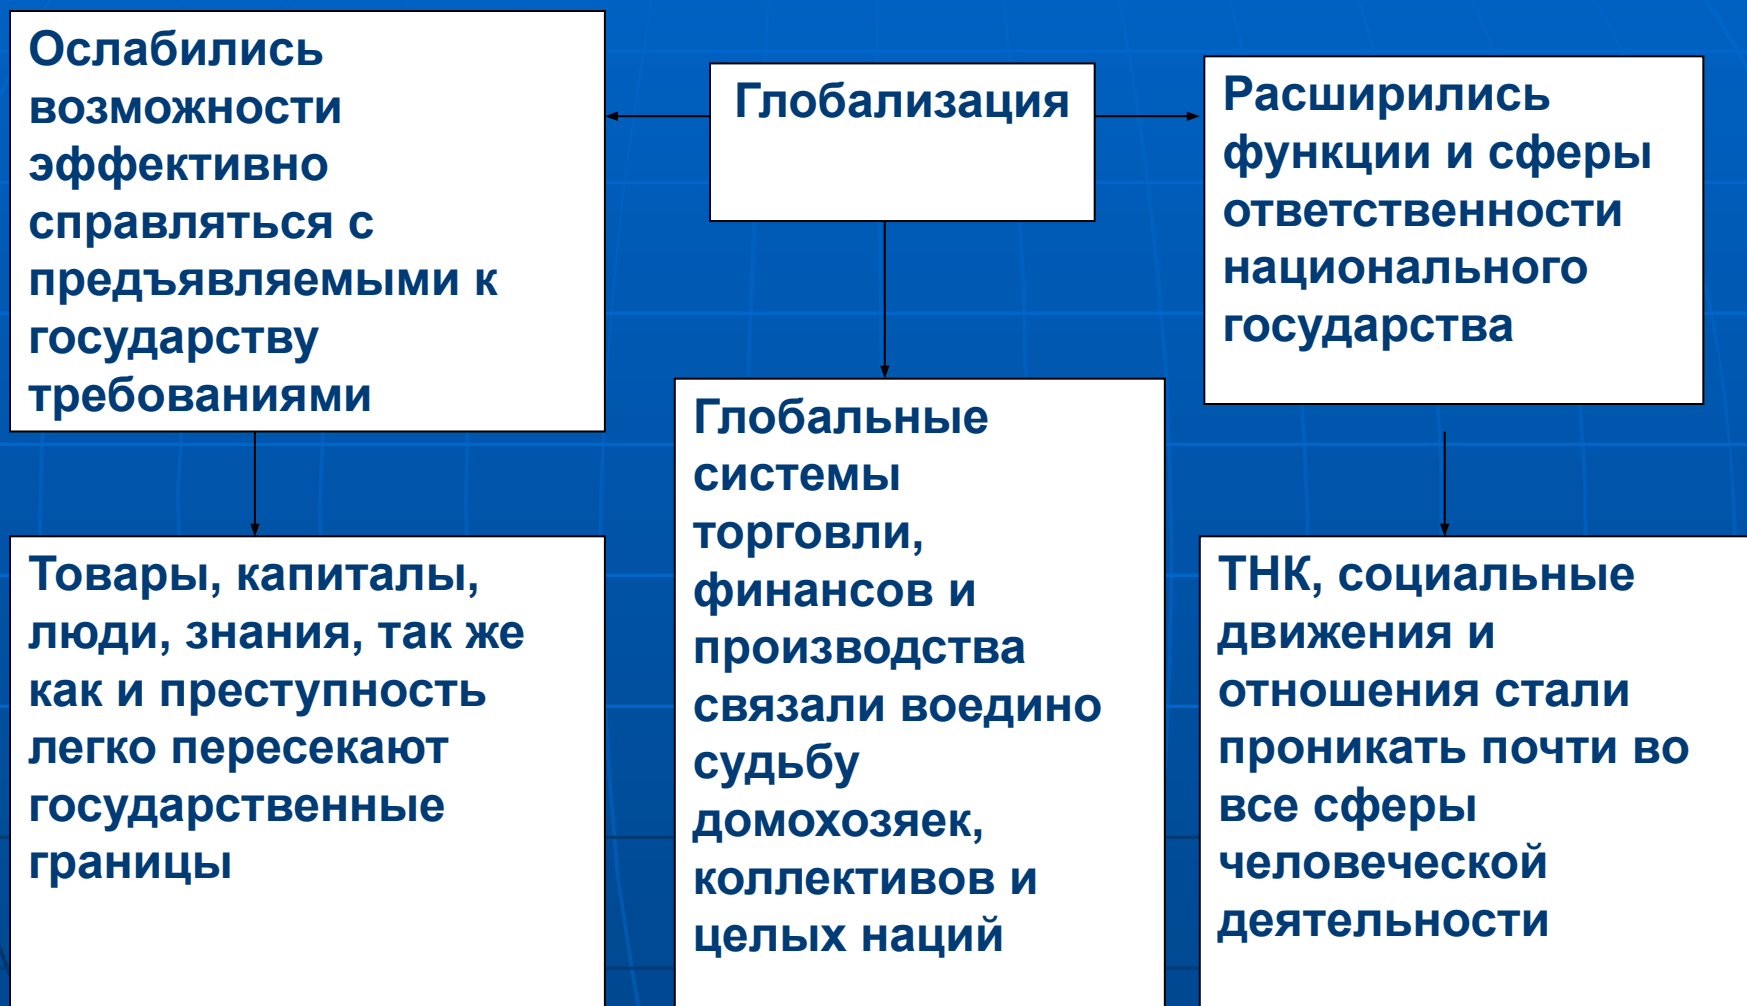 Ослабились
возможности
эффективно
справляться с
предъявляемыми к
государству
требованиями
Глобализация
Расширились
функции и сферы
ответственности
национального
государства
Товары, капиталы,
люди, знания, так же
как и преступность
легко пересекают
государственные
границы
Глобальные
системы
торговли,
финансов и
производства
связали воедино
судьбу
домохозяек,
коллективов и
целых наций
ТНК, социальные
движения и
отношения стали
проникать почти во
все сферы
человеческой
деятельности